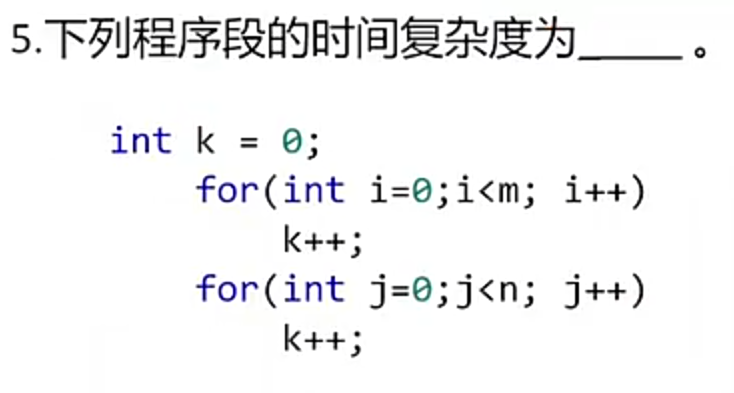 5.下列程序段的时间复杂度为_____。
int k = 0;
for(int i=0;i<m; i++)
k++;
for(int j=0;j<n; j++)
k++;